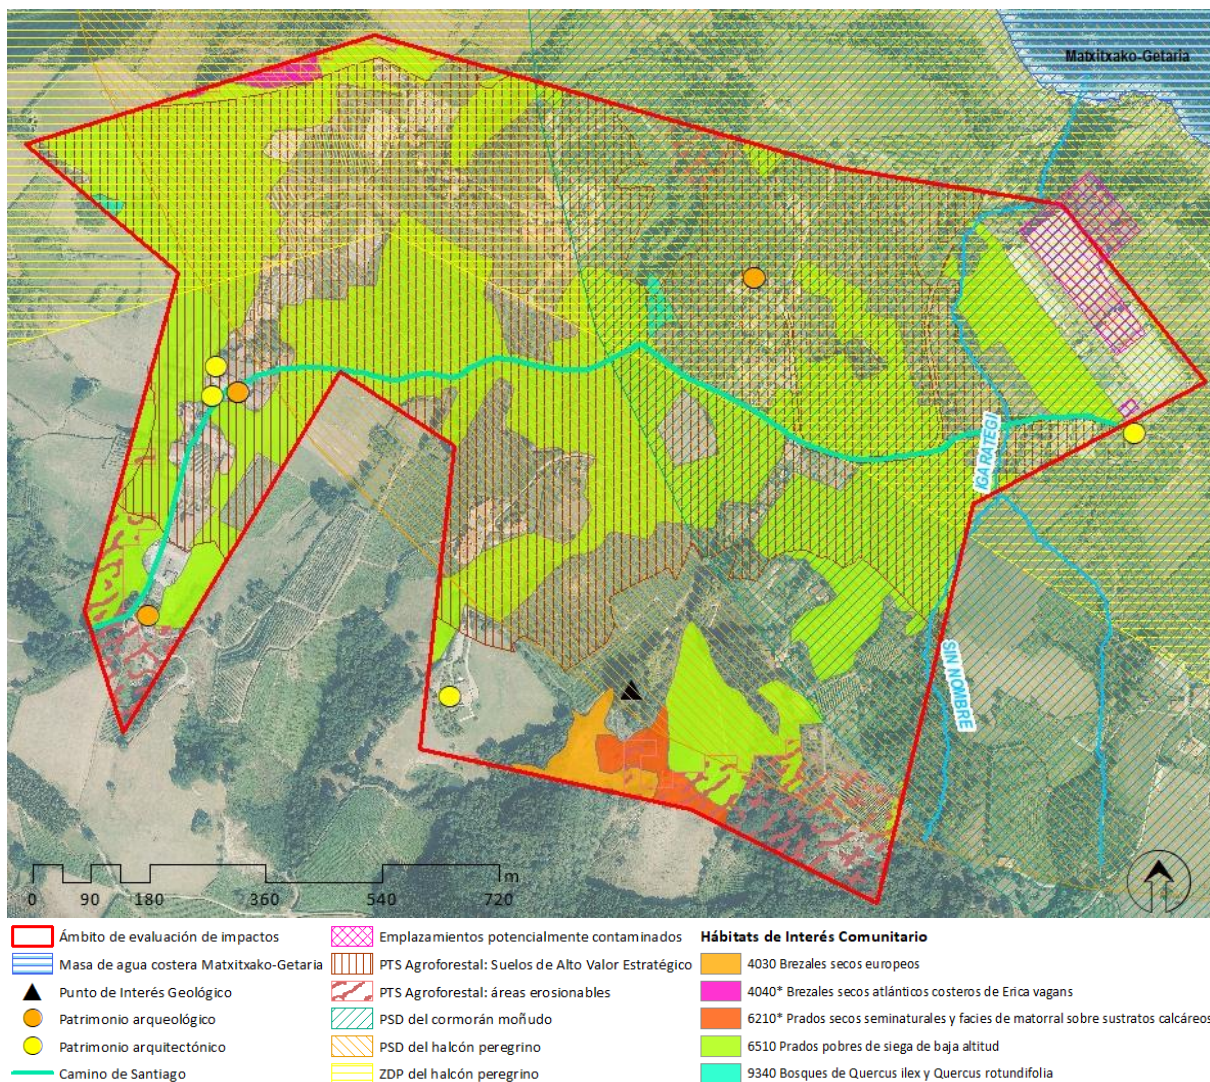 Matxitxako-Getaria
IGARATEGI
SIN NOMBRE
m
0 90 180 360 540 720
Ámbito de evaluación de impactos
Masa de agua costera Matxitxako-Getaria
Punto de Interés Geológico
Patrimonio arqueológico
Patrimonio arquitectónico
Camino de Santiago
Emplazamientos potencialmente contaminados
PTS Agroforestal: Suelos de Alto Valor Estratégico
PTS Agroforestal: áreas erosionables
PSD del cormorán moñudo
PSD del halcón peregrino
ZDP del halcón peregrino
Hábitats de Interés Comunitario
4030 Brezales secos europeos
4040* Brezales secos atlánticos costeros de Erica vagans
6210* Prados secos seminaturales y facies de matorral sobre sustratos calcáreos
6510 Prados pobres de siega de baja altitud
9340 Bosques de Quercus ilex y Quercus rotundifolia